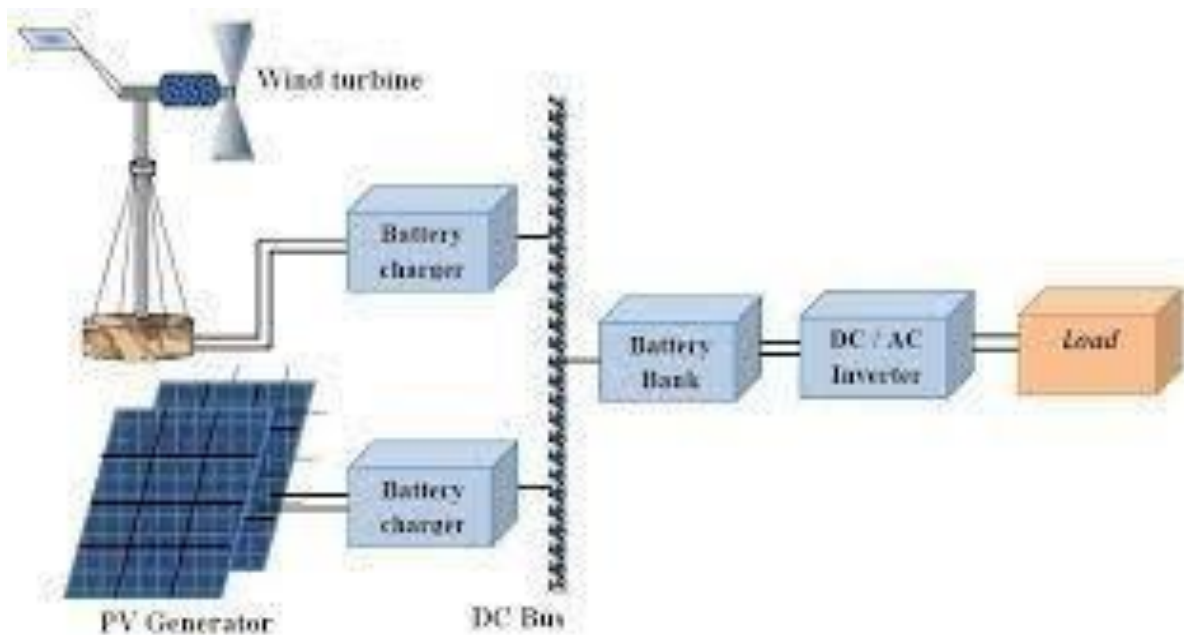 Wind turbine
Battery
charger
Battery
Bank
DC / AC
Inverter
Load
Battery
charger
PV Generator
DC Bus